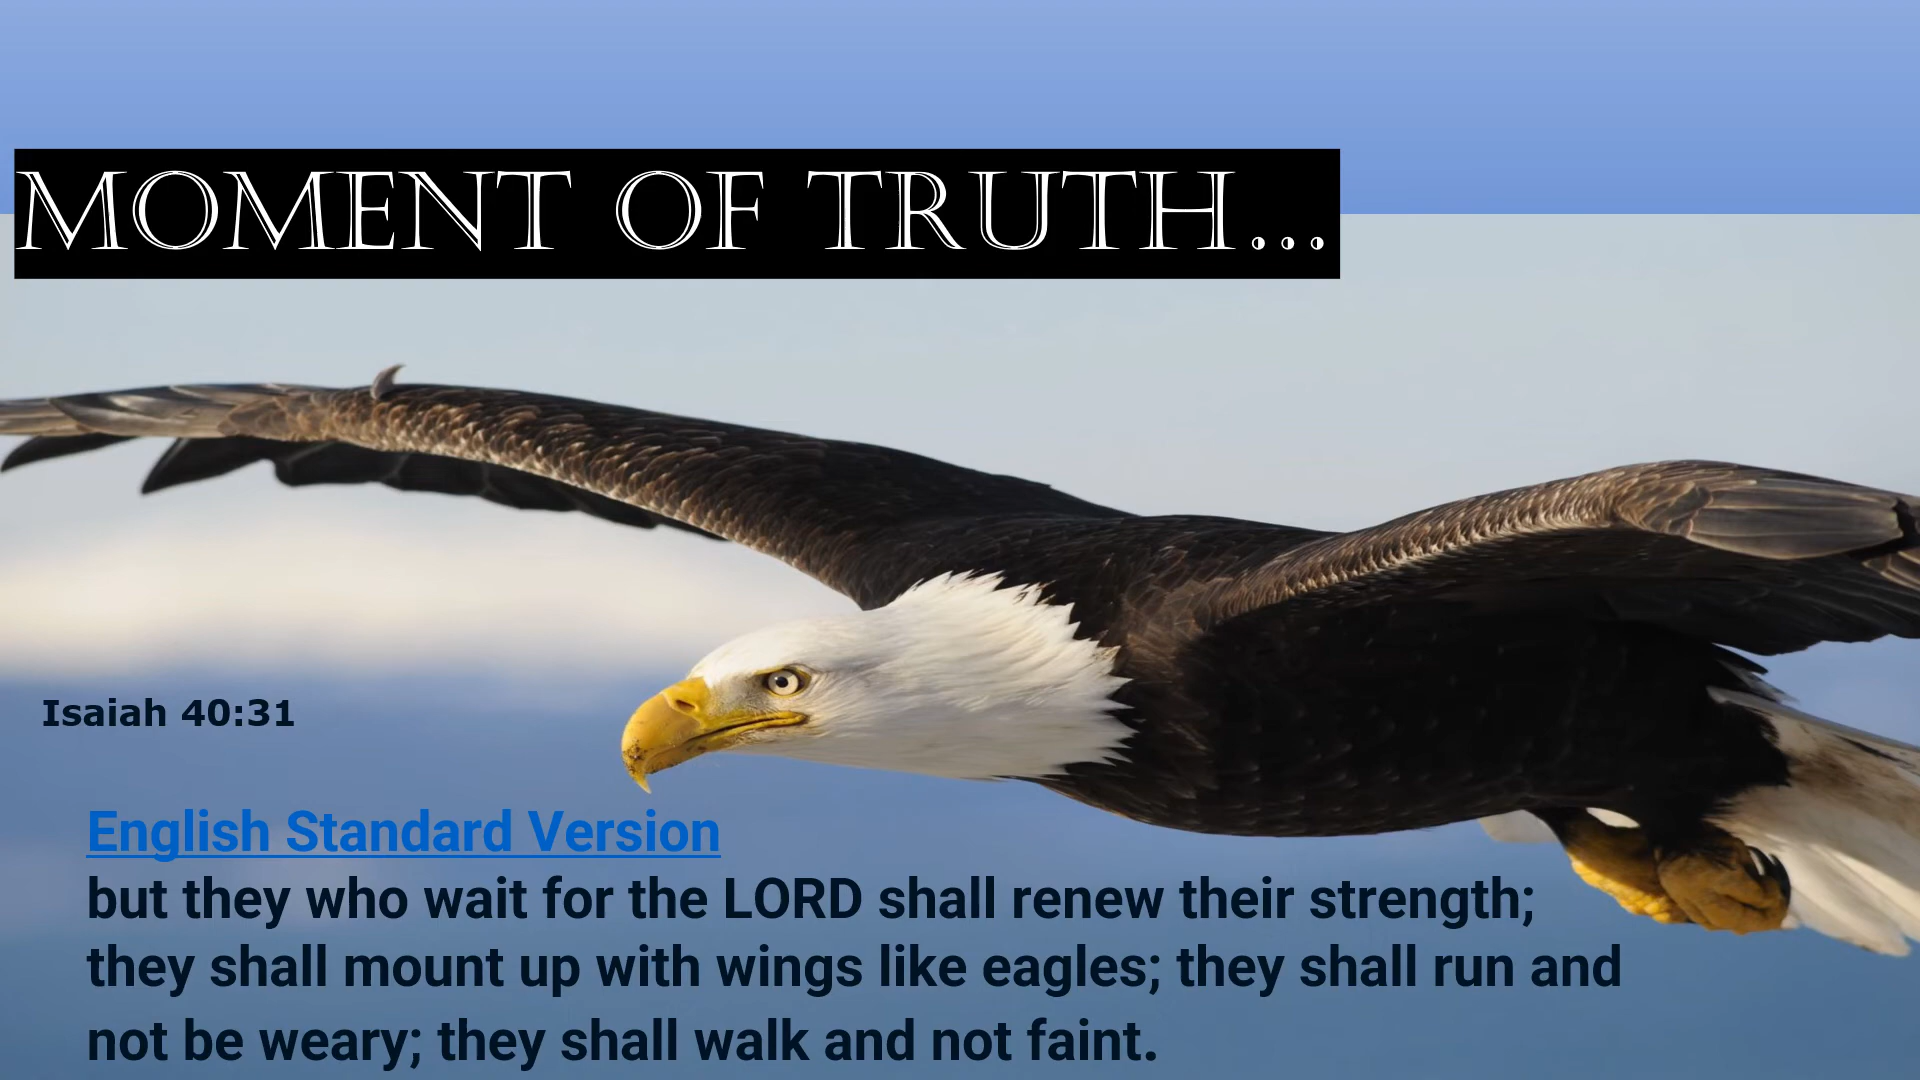 MOMENT OF TRUTH...
Isaiah 40:31
English Standard Version
but they who wait for the LORD shall renew their strength;
they shall mount up with wings like eagles; they shall run and
not be weary; they shall walk and not faint.